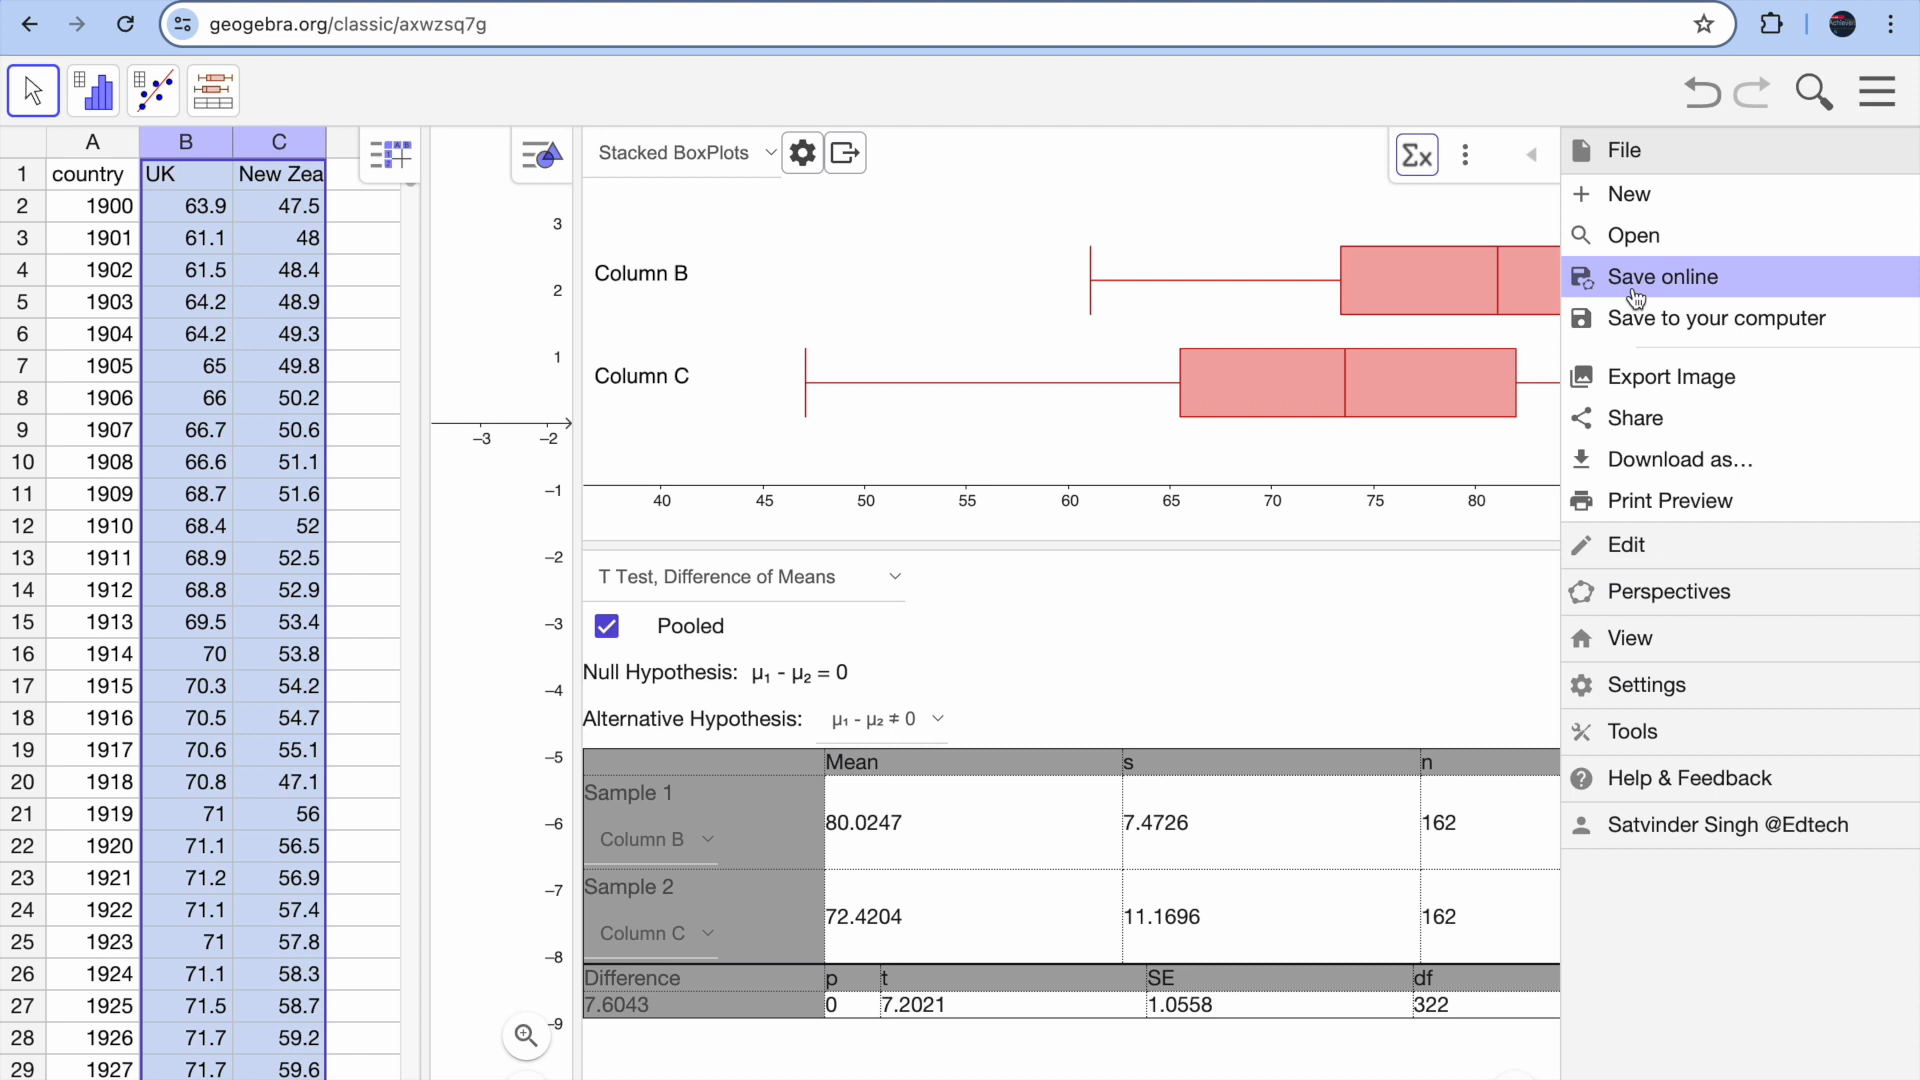 geogebra.org/classic/axwzsq7g
A B C
1 country UK New Zea
2 1900 63.9 47.5
3 1901 61.1 48
4 1902 61.5 48.4
5 1903 64.2 48.9
6 1904 64.2 49.3
7 1905 65 49.8
8 1906 66 50.2
9 1907 66.7 50.6
10 1908 66.6 51.1
11 1909 68.7 51.6
12 1910 68.4 52
13 1911 68.9 52.5
14 1912 68.8 52.9
15 1913 69.5 53.4
16 1914 70 53.8
17 1915 70.3 54.2
18 1916 70.5 54.7
19 1917 70.6 55.1
20 1918 70.8 47.1
21 1919 71 56
22 1920 71.1 56.5
23 1921 71.2 56.9
24 1922 71.1 57.4
25 1923 71 57.8
26 1924 71.1 58.3
27 1925 71.5 58.7
28 1926 71.7 59.2
29 1927 71.7 59.6
3
2
1
−3 −2
−1
−2
−3
−4
−5
−6
−7
−8
−9
Stacked BoxPlots
Σx
Column B
Column C
40 45 50 55 60 65 70 75 80
T Test, Difference of Means
Pooled
Null Hypothesis: μ₁ - μ₂ = 0
Alternative Hypothesis: μ₁ - μ₂ ≠ 0
Mean s n
Sample 1
Column B
80.0247 7.4726 162
Sample 2
Column C
72.4204 11.1696 162
Difference p t SE df
7.6043 0 7.2021 1.0558 322
File
New
Open
Save online
Save to your computer
Export Image
Share
Download as...
Print Preview
Edit
Perspectives
View
Settings
Tools
Help & Feedback
Satvinder Singh @Edtech